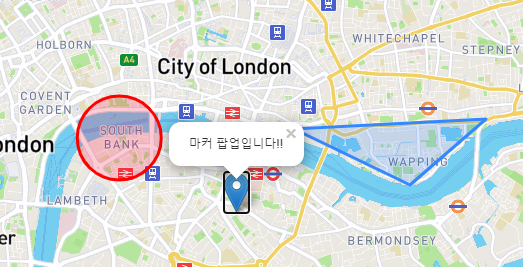 HOLBORN
WHITECHAPEL
STEPNEY
A4
City of London
COVENT
GARDEN
SOUTH
BANK
마커 팝업입니다!!
×
ondon
WAPPING
LAMBETH
er
BERMONDSEY